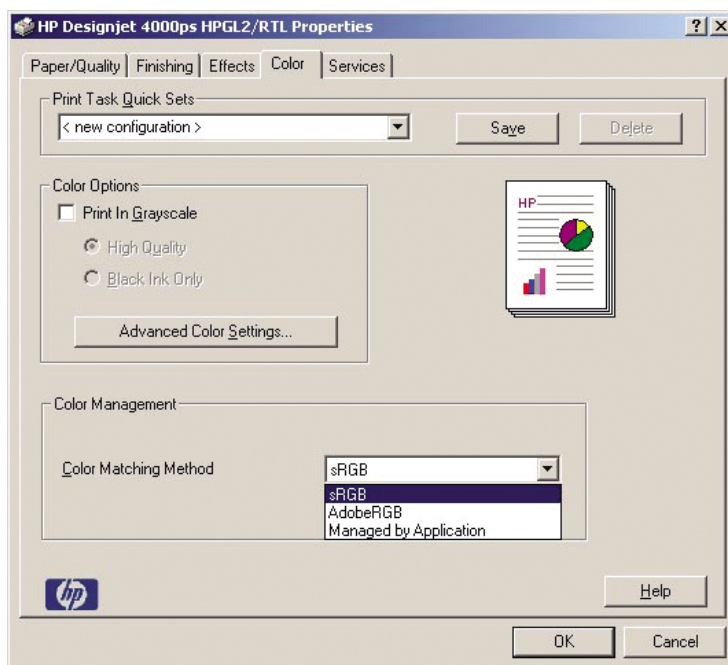 HP Designjet 4000ps HPGL2/RTL Properties
? X
Paper/Quality Finishing Effects Color Services
Print Task Quick Sets
< new configuration >
Save
Delete
Color Options
Print In Grayscale
High Quality
Black Ink Only
Advanced Color Settings...
HP
Color Management
Color Matching Method
sRGB
sRGB
AdobeRGB
Managed by Application
hp
Help
OK
Cancel